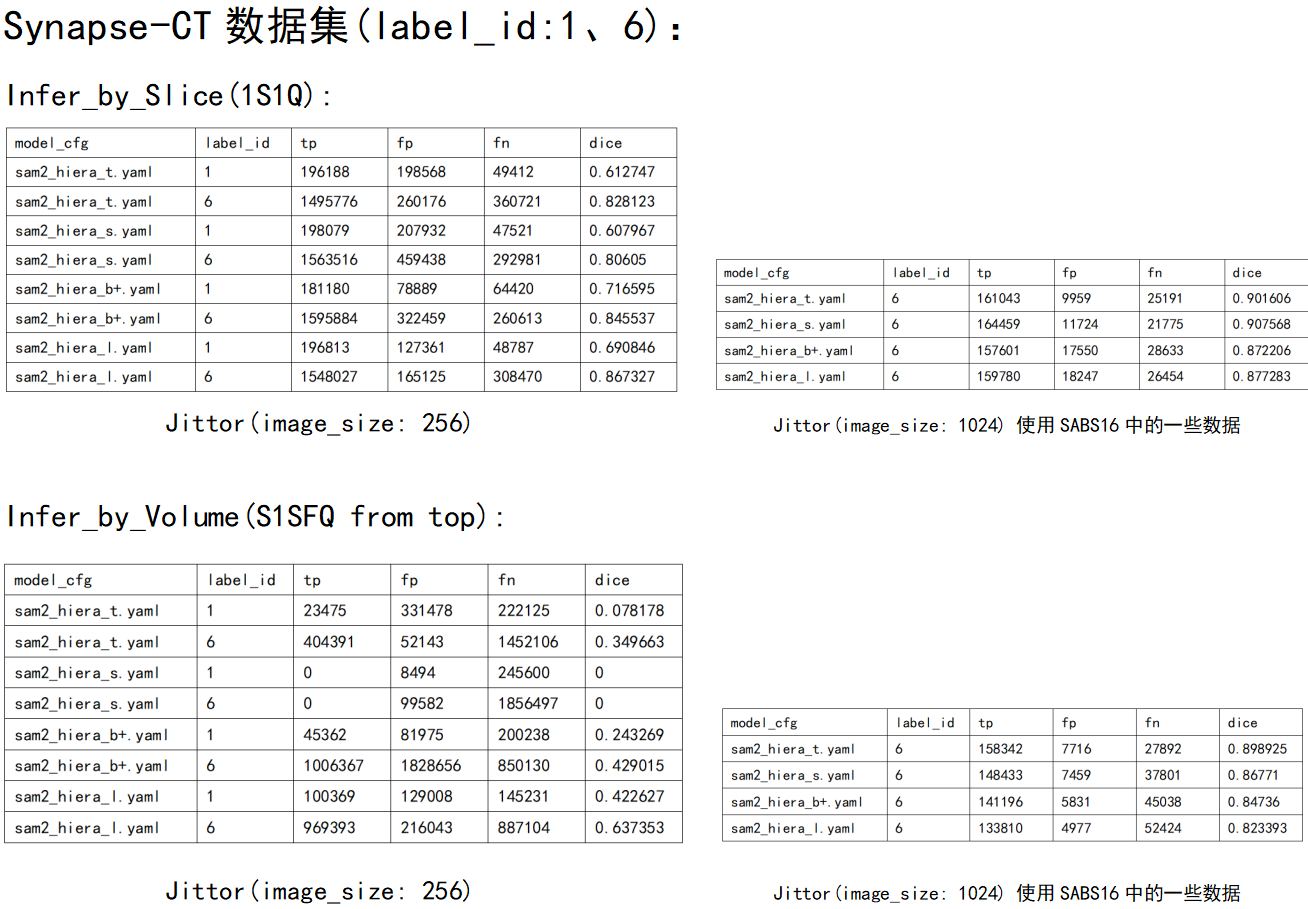 Synapse-CT 数据集(label_id:1、6):
Infer_by_Slice(1S1Q):
model_cfg label_id tp fp fn dice
sam2_hiera_t.yaml 1 196188 198568 49412 0.612747
sam2_hiera_t.yaml 6 1495776 260176 360721 0.828123
sam2_hiera_s.yaml 1 198079 207932 47521 0.607967
sam2_hiera_s.yaml 6 1563516 459438 292981 0.80605
sam2_hiera_b+.yaml 1 181180 78889 64420 0.716595
sam2_hiera_b+.yaml 6 1595884 322459 260613 0.845537
sam2_hiera_l.yaml 1 196813 127361 48787 0.690846
sam2_hiera_l.yaml 6 1548027 165125 308470 0.867327
Jittor(image_size: 256)
model_cfg label_id tp fp fn dice
sam2_hiera_t.yaml 6 161043 9959 25191 0.901606
sam2_hiera_s.yaml 6 164459 11724 21775 0.907568
sam2_hiera_b+.yaml 6 157601 17550 28633 0.872206
sam2_hiera_l.yaml 6 159780 18247 26454 0.877283
Jittor(image_size: 1024) 使用 SABS16 中的一些数据
Infer_by_Volume(S1SFQ from top):
model_cfg label_id tp fp fn dice
sam2_hiera_t.yaml 1 23475 331478 222125 0.078178
sam2_hiera_t.yaml 6 404391 52143 1452106 0.349663
sam2_hiera_s.yaml 1 0 8494 245600 0
sam2_hiera_s.yaml 6 0 99582 1856497 0
sam2_hiera_b+.yaml 1 45362 81975 200238 0.243269
sam2_hiera_b+.yaml 6 1006367 1828656 850130 0.429015
sam2_hiera_l.yaml 1 100369 129008 145231 0.422627
sam2_hiera_l.yaml 6 969393 216043 887104 0.637353
Jittor(image_size: 256)
model_cfg label_id tp fp fn dice
sam2_hiera_t.yaml 6 158342 7716 27892 0.898925
sam2_hiera_s.yaml 6 148433 7459 37801 0.86771
sam2_hiera_b+.yaml 6 141196 5831 45038 0.84736
sam2_hiera_l.yaml 6 133810 4977 52424 0.823393
Jittor(image_size: 1024) 使用 SABS16 中的一些数据